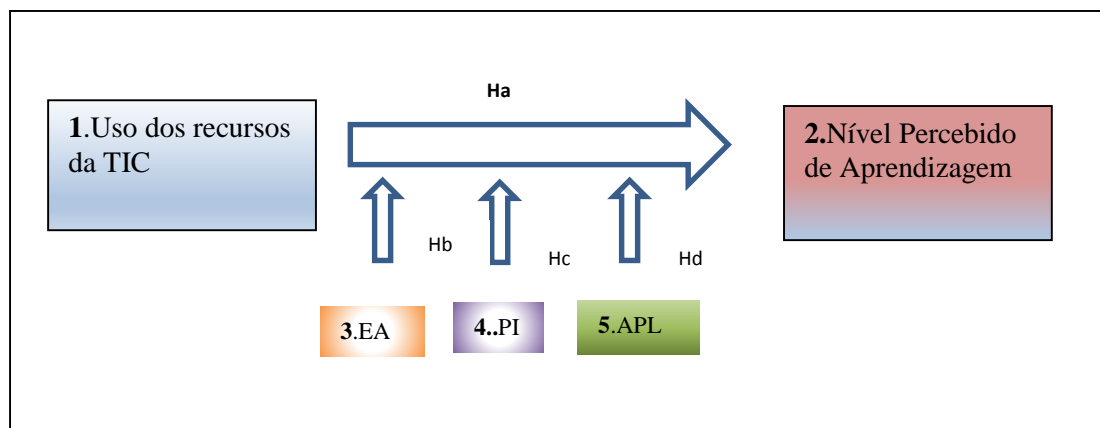 Ha
1.Uso dos recursos
da TIC
2.Nível Percebido
de Aprendizagem
Hb
Hc
Hd
3.EA
4..PI
5.APL